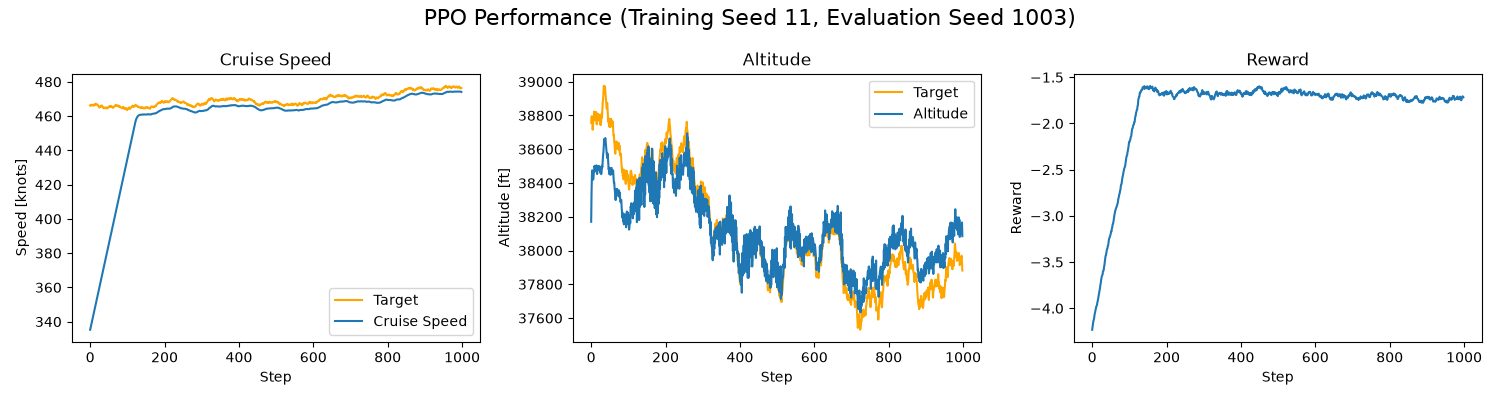 PPO Performance (Training Seed 11, Evaluation Seed 1003)
Cruise Speed
Speed [knots]
480
460
440
420
400
380
360
340
Target
Cruise Speed
0 200 400 600 800 1000
Step
Altitude
Altitude [ft]
39000
38800
38600
38400
38200
38000
37800
37600
Target
Altitude
0 200 400 600 800 1000
Step
Reward
Reward
−1.5
−2.0
−2.5
−3.0
−3.5
−4.0
0 200 400 600 800 1000
Step